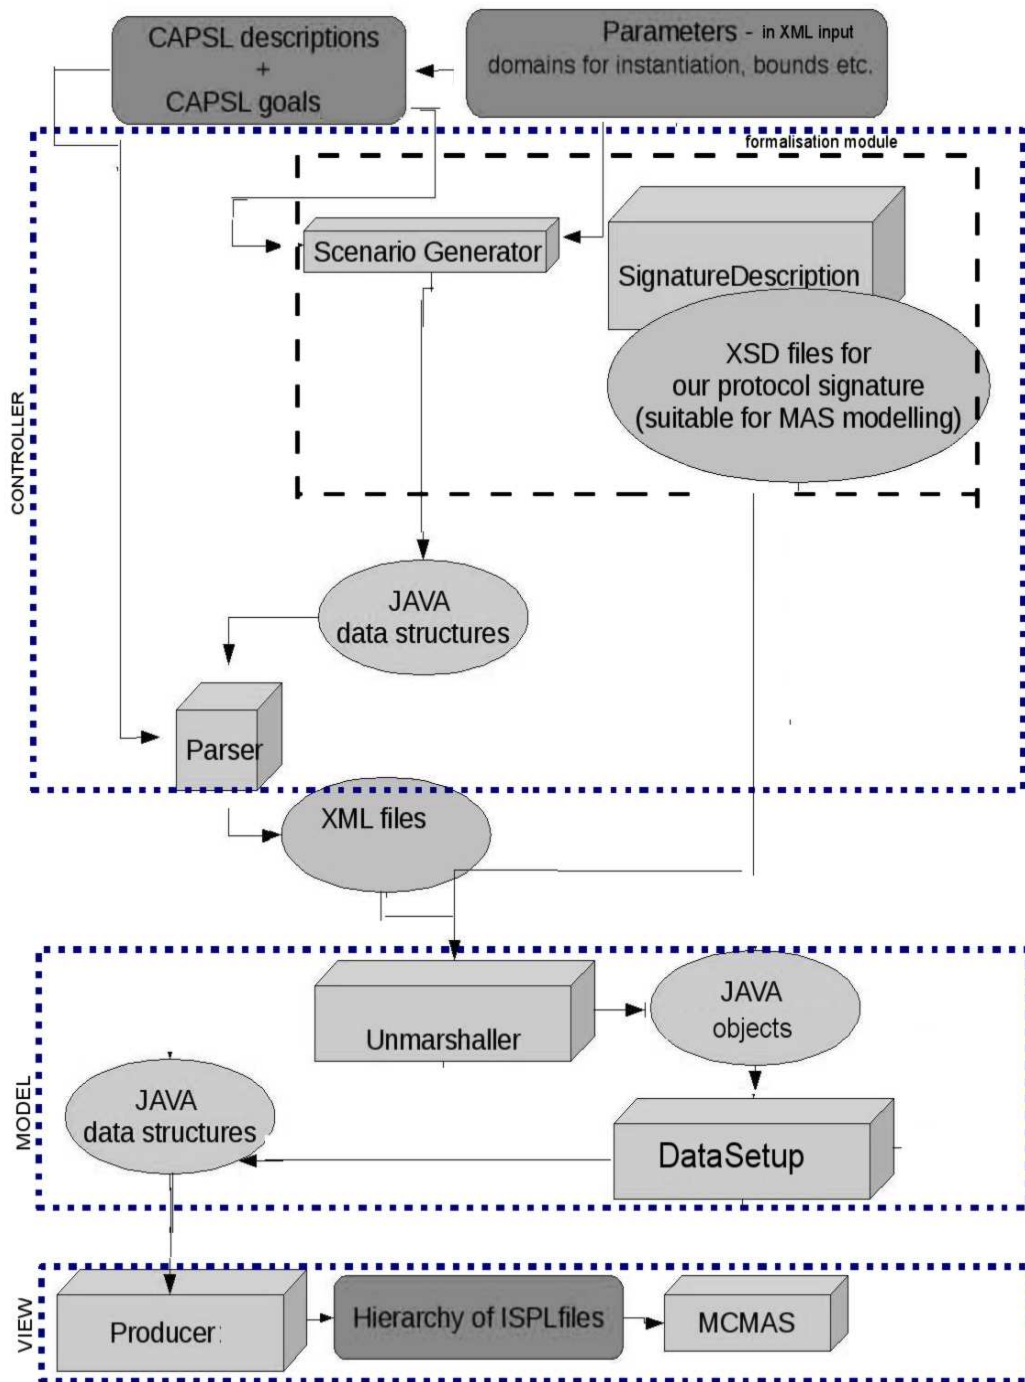 CAPSL descriptions
+
CAPSL goals
Parameters - in XML input
domains for instantiation, bounds etc.
formalisation module
Scenario Generator
SignatureDescription
XSD files for
our protocol signature
(suitable for MAS modelling)
CONTROLLER
JAVA
data structures
Parser
XML files
Unmarshaller
JAVA
objects
MODEL
JAVA
data structures
DataSetup
VIEW
Producer:
Hierarchy of ISPLfiles
MCMAS